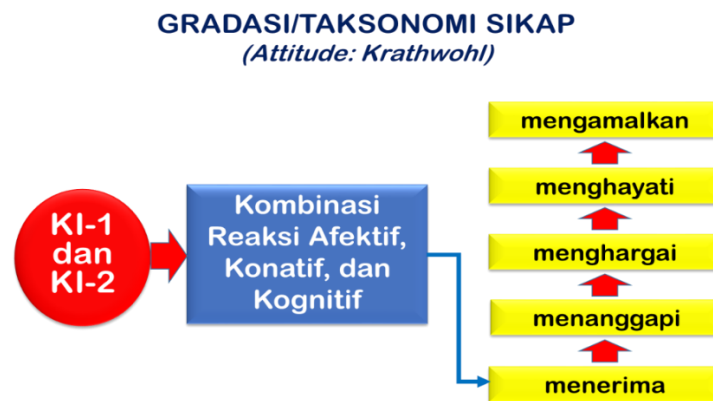 GRADASI/TAKSONOMI SIKAP
(Attitude: Krathwohl)
KI-1
dan
KI-2
Kombinasi
Reaksi Afektif,
Konatif, dan
Kognitif
mengamalkan
menghayati
menghargai
menanggapi
menerima